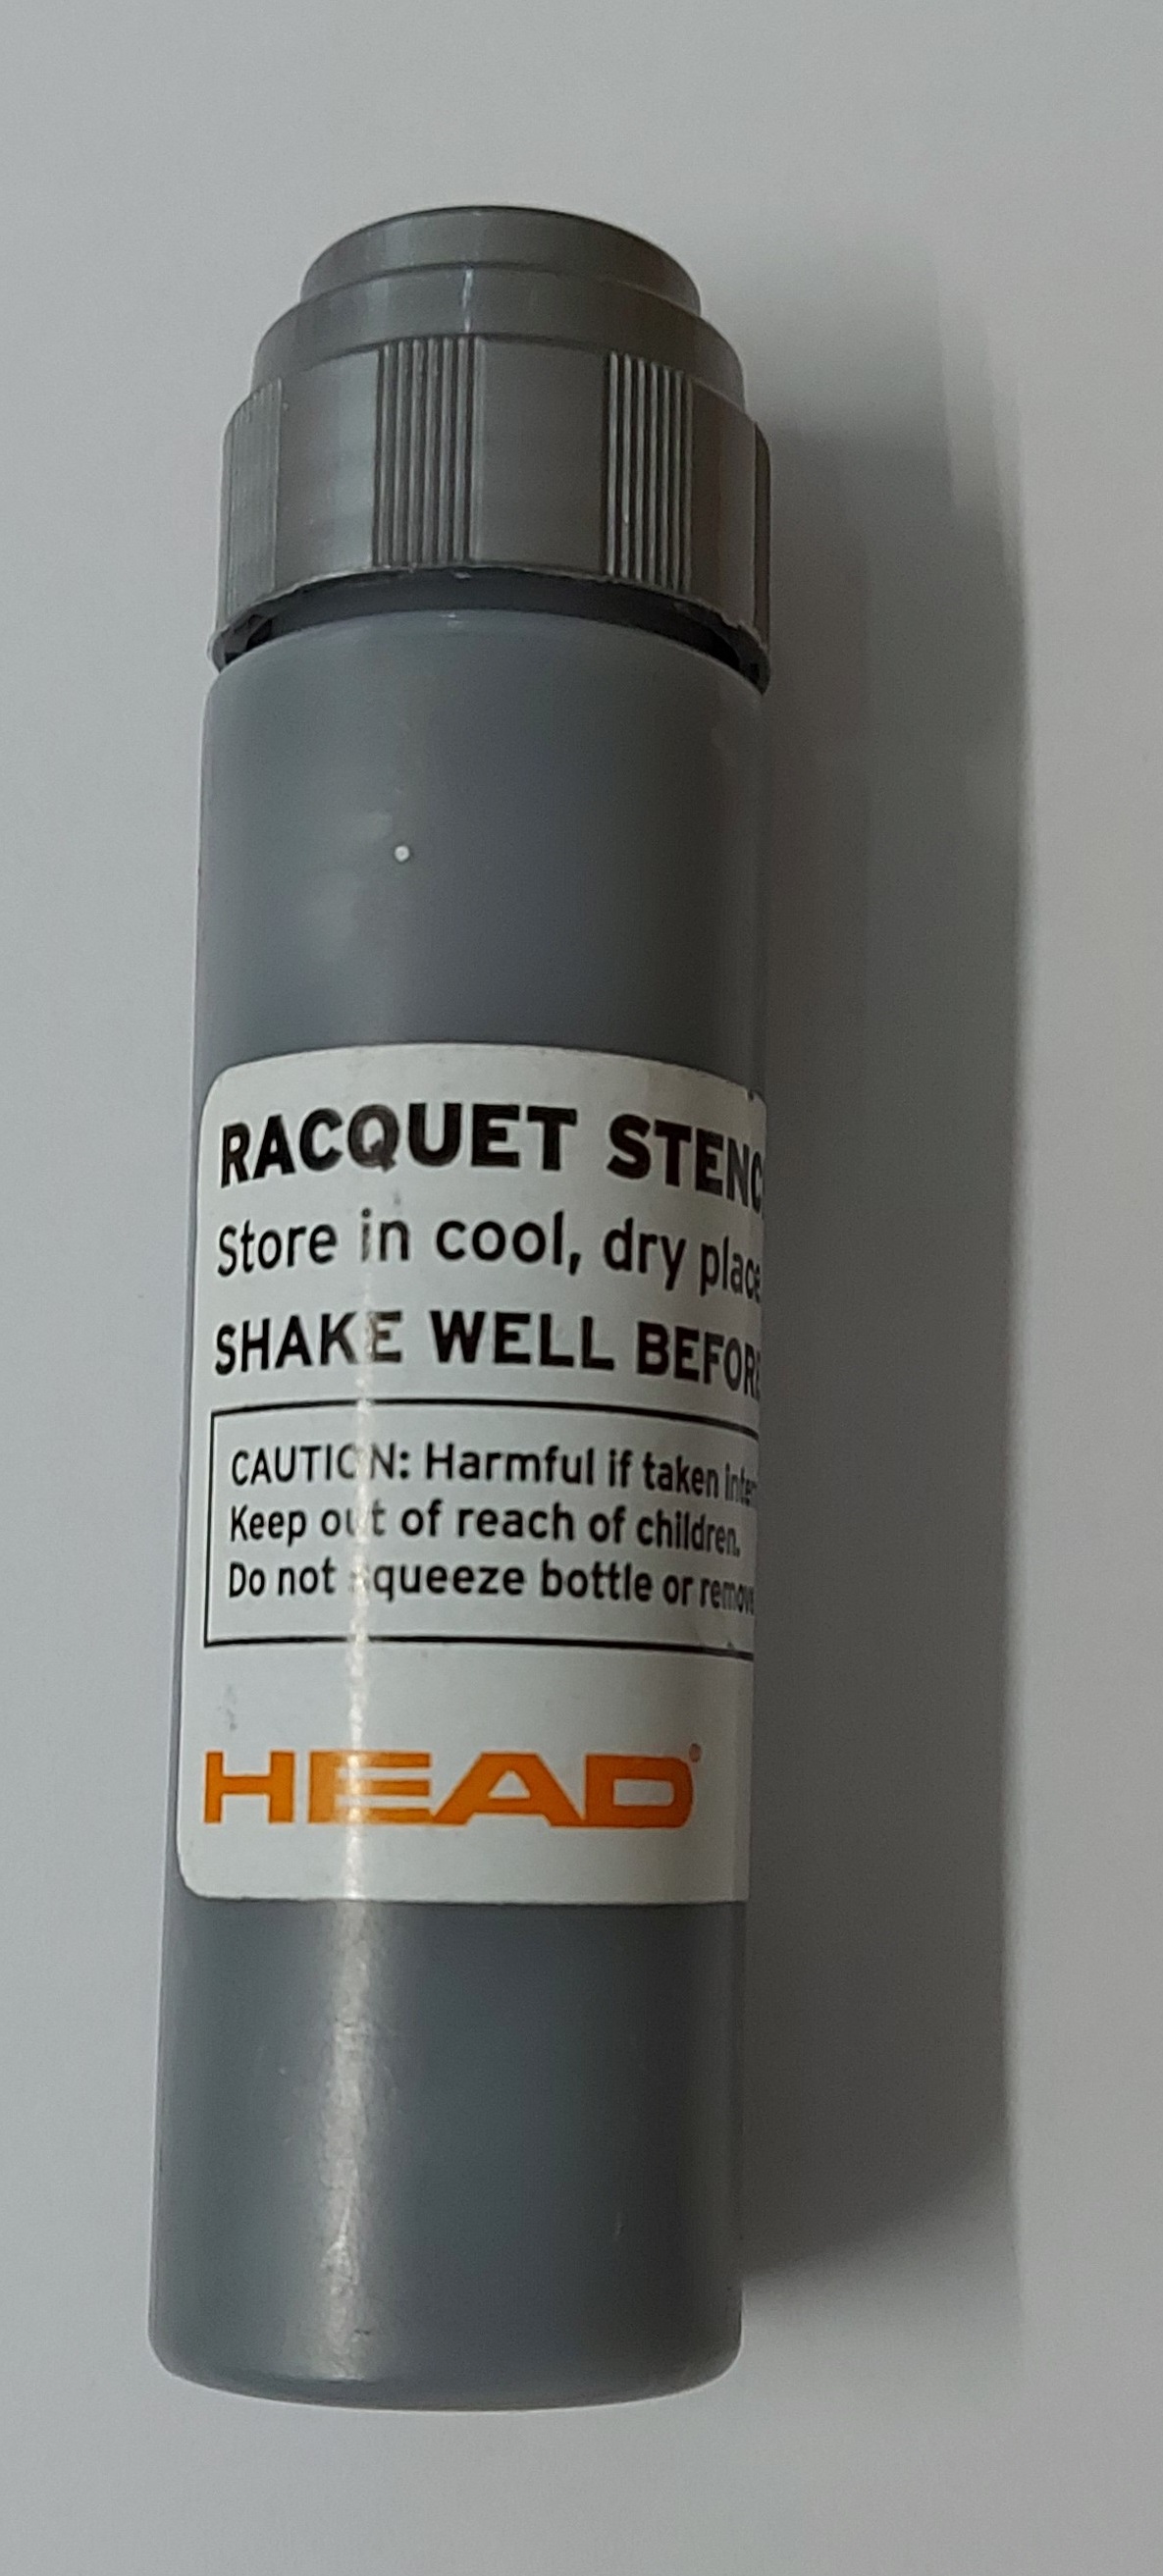 RACQUET STENC
Store in cool, dry place
SHAKE WELL BEFORE
CAUTION: Harmful if taken inter
Keep out of reach of children.
Do not squeeze bottle or remove
HEAD®